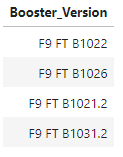 Booster_Version
F9 FT B1022
F9 FT B1026
F9 FT B1021.2
F9 FT B1031.2